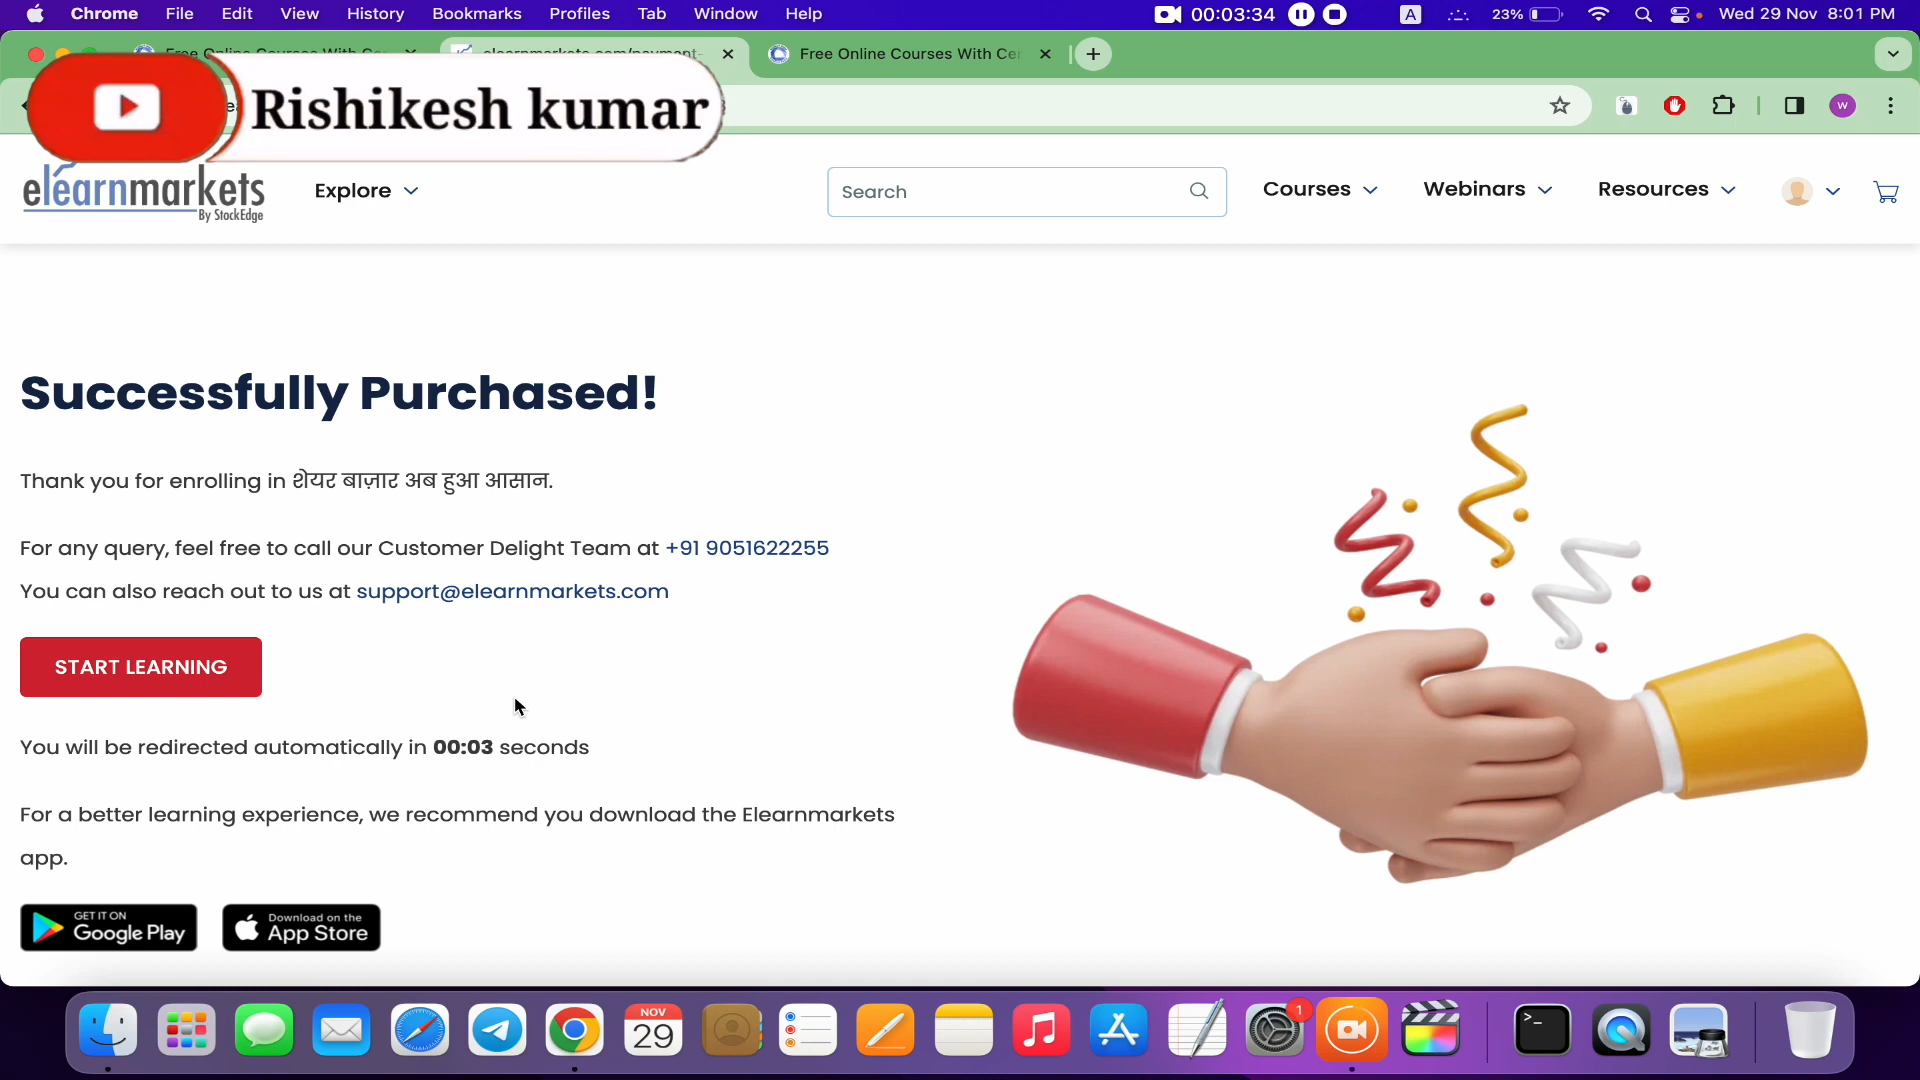 Chrome File Edit View History Bookmarks Profiles Tab Window Help 00:03:34 A 23% Wed 29 Nov 8:01 PM
elearnmarkets.com/payment-
Free Online Courses With Cer
Rishikesh kumar
W
elearnmarkets
By StockEdge
Explore
Search
Courses
Webinars
Resources
Successfully Purchased!
Thank you for enrolling in शेयर बाज़ार अब हुआ आसान.
For any query, feel free to call our Customer Delight Team at +91 9051622255
You can also reach out to us at support@elearnmarkets.com
START LEARNING
You will be redirected automatically in 00:03 seconds
For a better learning experience, we recommend you download the Elearnmarkets
app.
GET IT ON
Google Play
Download on the
App Store
NOV
29
1